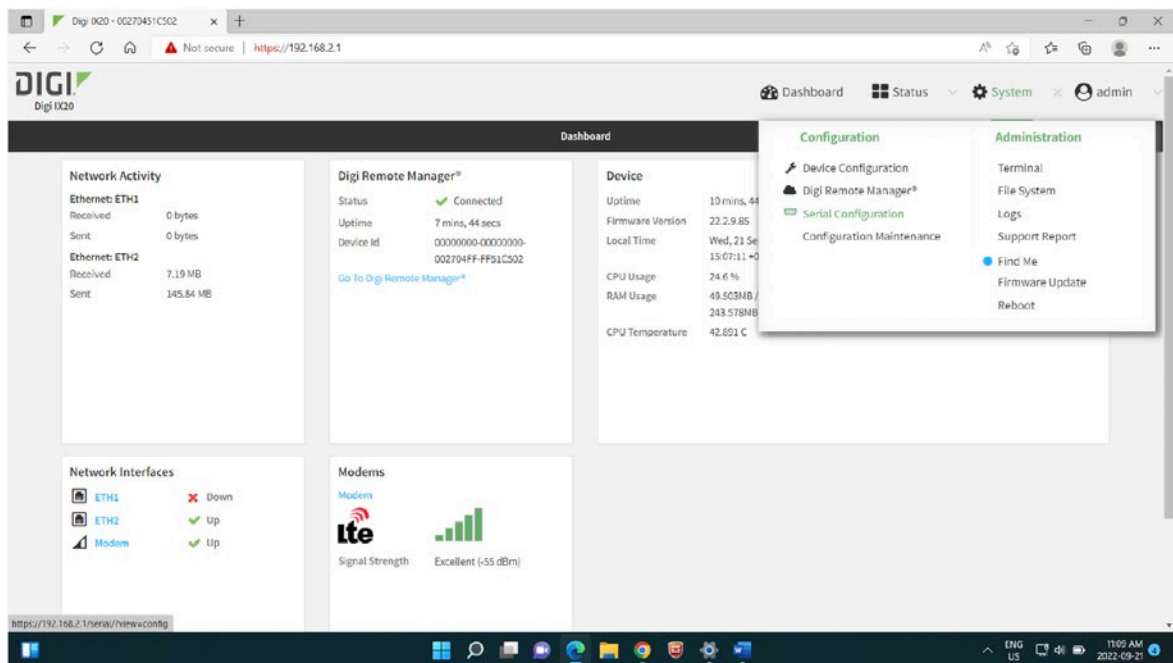 Digi IX20 - 00270451C502
Not secure | https://192.168.2.1
DIGI
Digi IX20
Dashboard
Status
System
admin
Dashboard
Configuration
Device Configuration
Digi Remote Manager®
Serial Configuration
Configuration Maintenance
Administration
Terminal
File System
Logs
Support Report
Find Me
Firmware Update
Reboot
Network Activity
Ethernet: ETH1
Received 0 bytes
Sent 0 bytes
Ethernet: ETH2
Received 7.19 MB
Sent 145.84 MB
Digi Remote Manager®
Status Connected
Uptime 7 mins, 44 secs
Device Id 00000000-00000000-
002704FF-FF51C502
Go To Digi Remote Manager®
Device
Uptime 10 mins, 44
Firmware Version 22.2.9.85
Local Time Wed, 21 Se
15:07:11 +0
CPU Usage 24.6 %
RAM Usage 49.503MB /
243.578MB
CPU Temperature 42.891 C
Network Interfaces
ETH1 Down
ETH2 Up
Modem Up
Modems
Modem
lte
Signal Strength Excellent (-55 dBm)
https://192.168.2.1/serial/?view=config
ENG
US
11:09 AM
2022-09-21
4